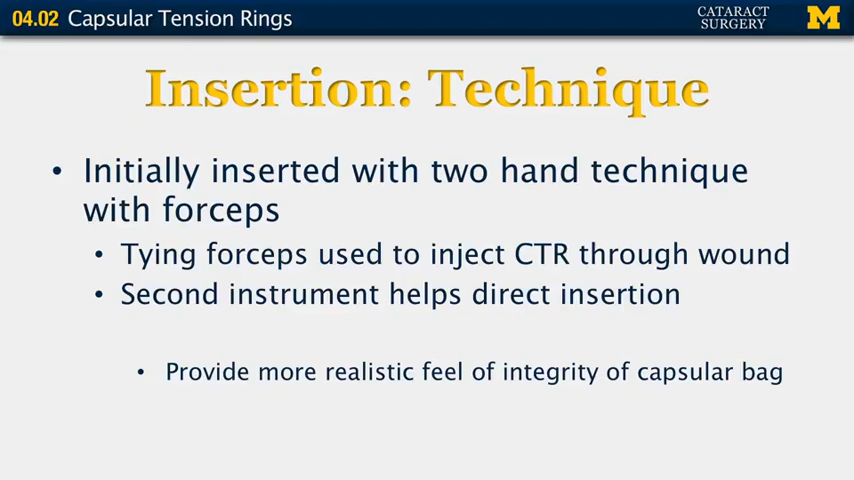 04.02 Capsular Tension Rings
CATARACT
SURGERY
M
Insertion: Technique
• Initially inserted with two hand technique
with forceps
• Tying forceps used to inject CTR through wound
• Second instrument helps direct insertion
• Provide more realistic feel of integrity of capsular bag